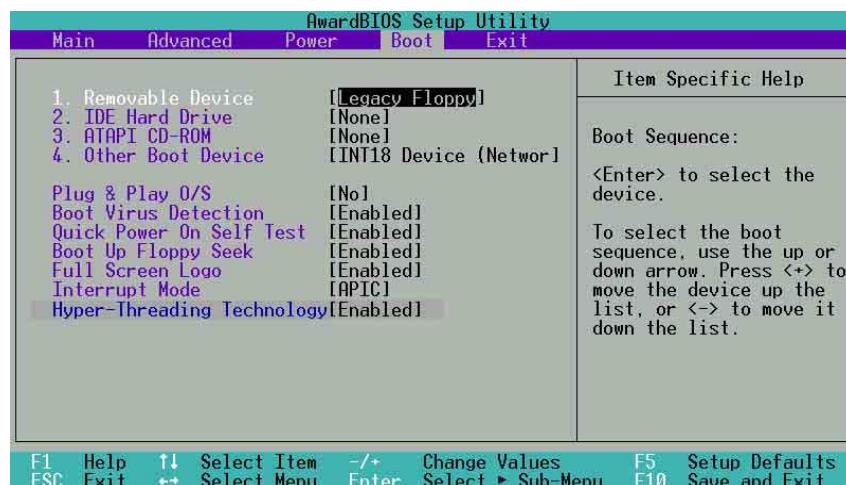 AwardBIOS Setup Utility
Main Advanced Power Boot Exit
Item Specific Help
1. Removable Device [Legacy Floppy]
2. IDE Hard Drive [None]
3. ATAPI CD-ROM [None]
4. Other Boot Device [INT18 Device (Networ]
Plug & Play O/S [No]
Boot Virus Detection [Enabled]
Quick Power On Self Test [Enabled]
Boot Up Floppy Seek [Enabled]
Full Screen Logo [Enabled]
Interrupt Mode [APIC]
Hyper-Threading Technology[Enabled]
Boot Sequence:
<Enter> to select the
device.
To select the boot
sequence, use the up or
down arrow. Press <+> to
move the device up the
list, or <-> to move it
down the list.
F1 Help ↑↓ Select Item -/+ Change Values F5 Setup Defaults
ESC Exit ←→ Select Menu Enter Select ► Sub-Menu F10 Save and Exit